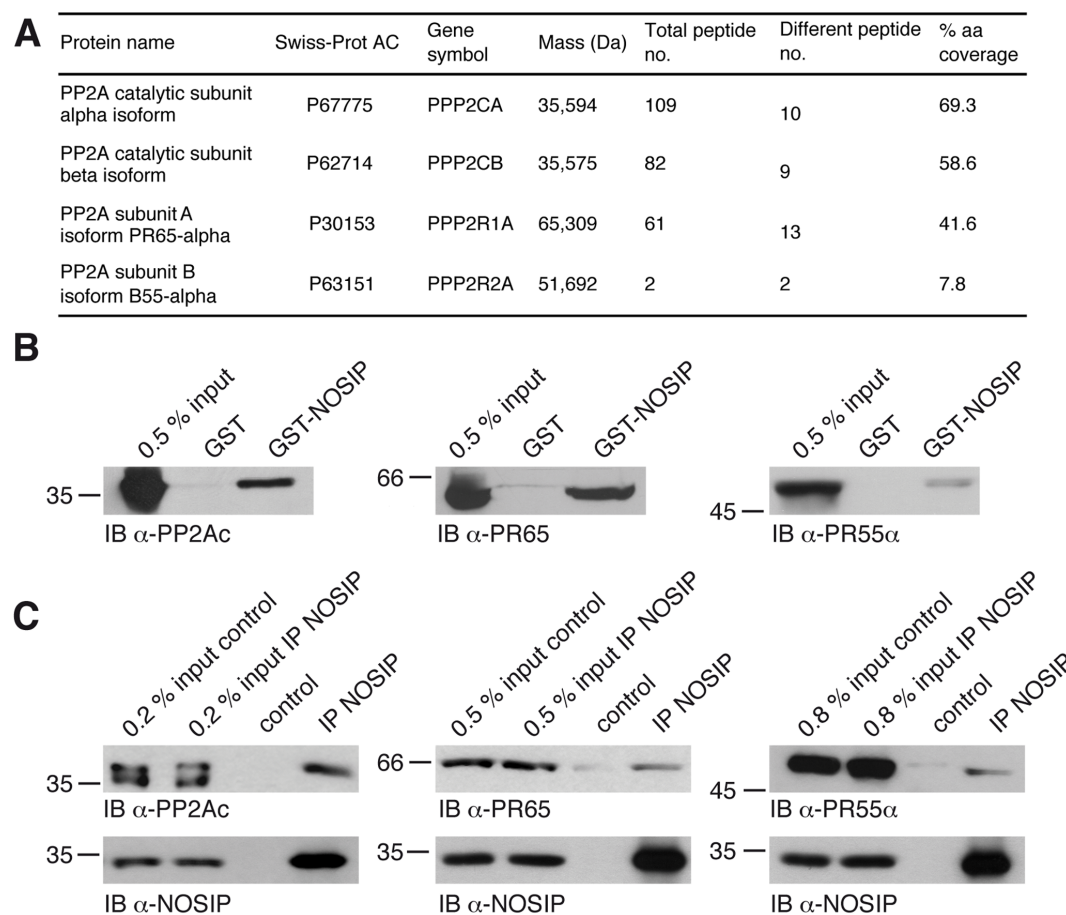 A
Protein name Swiss-Prot AC Gene symbol Mass (Da) Total peptide no. Different peptide no. % aa coverage
PP2A catalytic subunit alpha isoform P67775 PPP2CA 35,594 109 10 69.3
PP2A catalytic subunit beta isoform P62714 PPP2CB 35,575 82 9 58.6
PP2A subunit A isoform PR65-alpha P30153 PPP2R1A 65,309 61 13 41.6
PP2A subunit B isoform B55-alpha P63151 PPP2R2A 51,692 2 2 7.8
B
0.5 % input GST GST-NOSIP
35
IB α-PP2Ac
0.5 % input GST GST-NOSIP
66
IB α-PR65
0.5 % input GST GST-NOSIP
45
IB α-PR55α
C
0.2 % input control 0.2 % input IP NOSIP control IP NOSIP
35
IB α-PP2Ac
35
IB α-NOSIP
0.5 % input control 0.5 % input IP NOSIP control IP NOSIP
66
IB α-PR65
35
IB α-NOSIP
0.8 % input control 0.8 % input IP NOSIP control IP NOSIP
45
IB α-PR55α
35
IB α-NOSIP